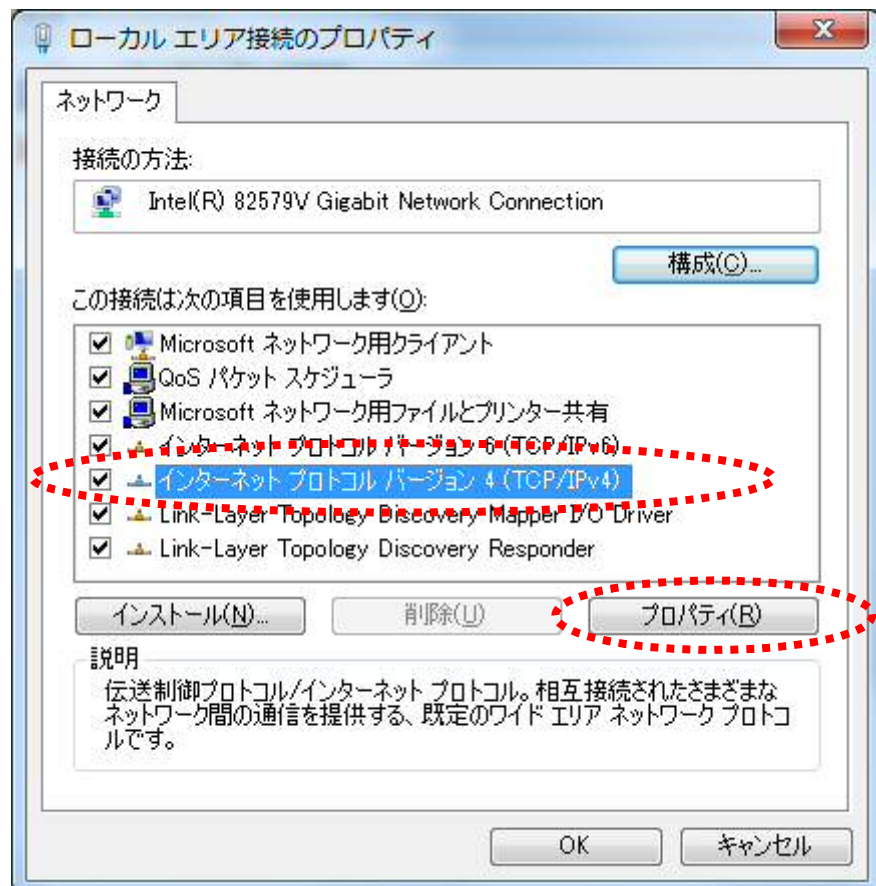 ローカル エリア接続のプロパティ
ネットワーク
接続の方法:
Intel(R) 82579V Gigabit Network Connection
構成(C)...
この接続は次の項目を使用します(O):
Microsoft ネットワーク用クライアント
QoS パケット スケジューラ
Microsoft ネットワーク用ファイルとプリンター共有
インターネット プロトコル バージョン 6 (TCP/IPv6)
インターネット プロトコル バージョン 4 (TCP/IPv4)
Link-Layer Topology Discovery Mapper I/O Driver
Link-Layer Topology Discovery Responder
インストール(N)... 削除(U) プロパティ(R)
説明
伝送制御プロトコル/インターネット プロトコル。相互接続されたさまざまな
ネットワーク間の通信を提供する、既定のワイド エリア ネットワーク プロトコ
ルです。
OK キャンセル